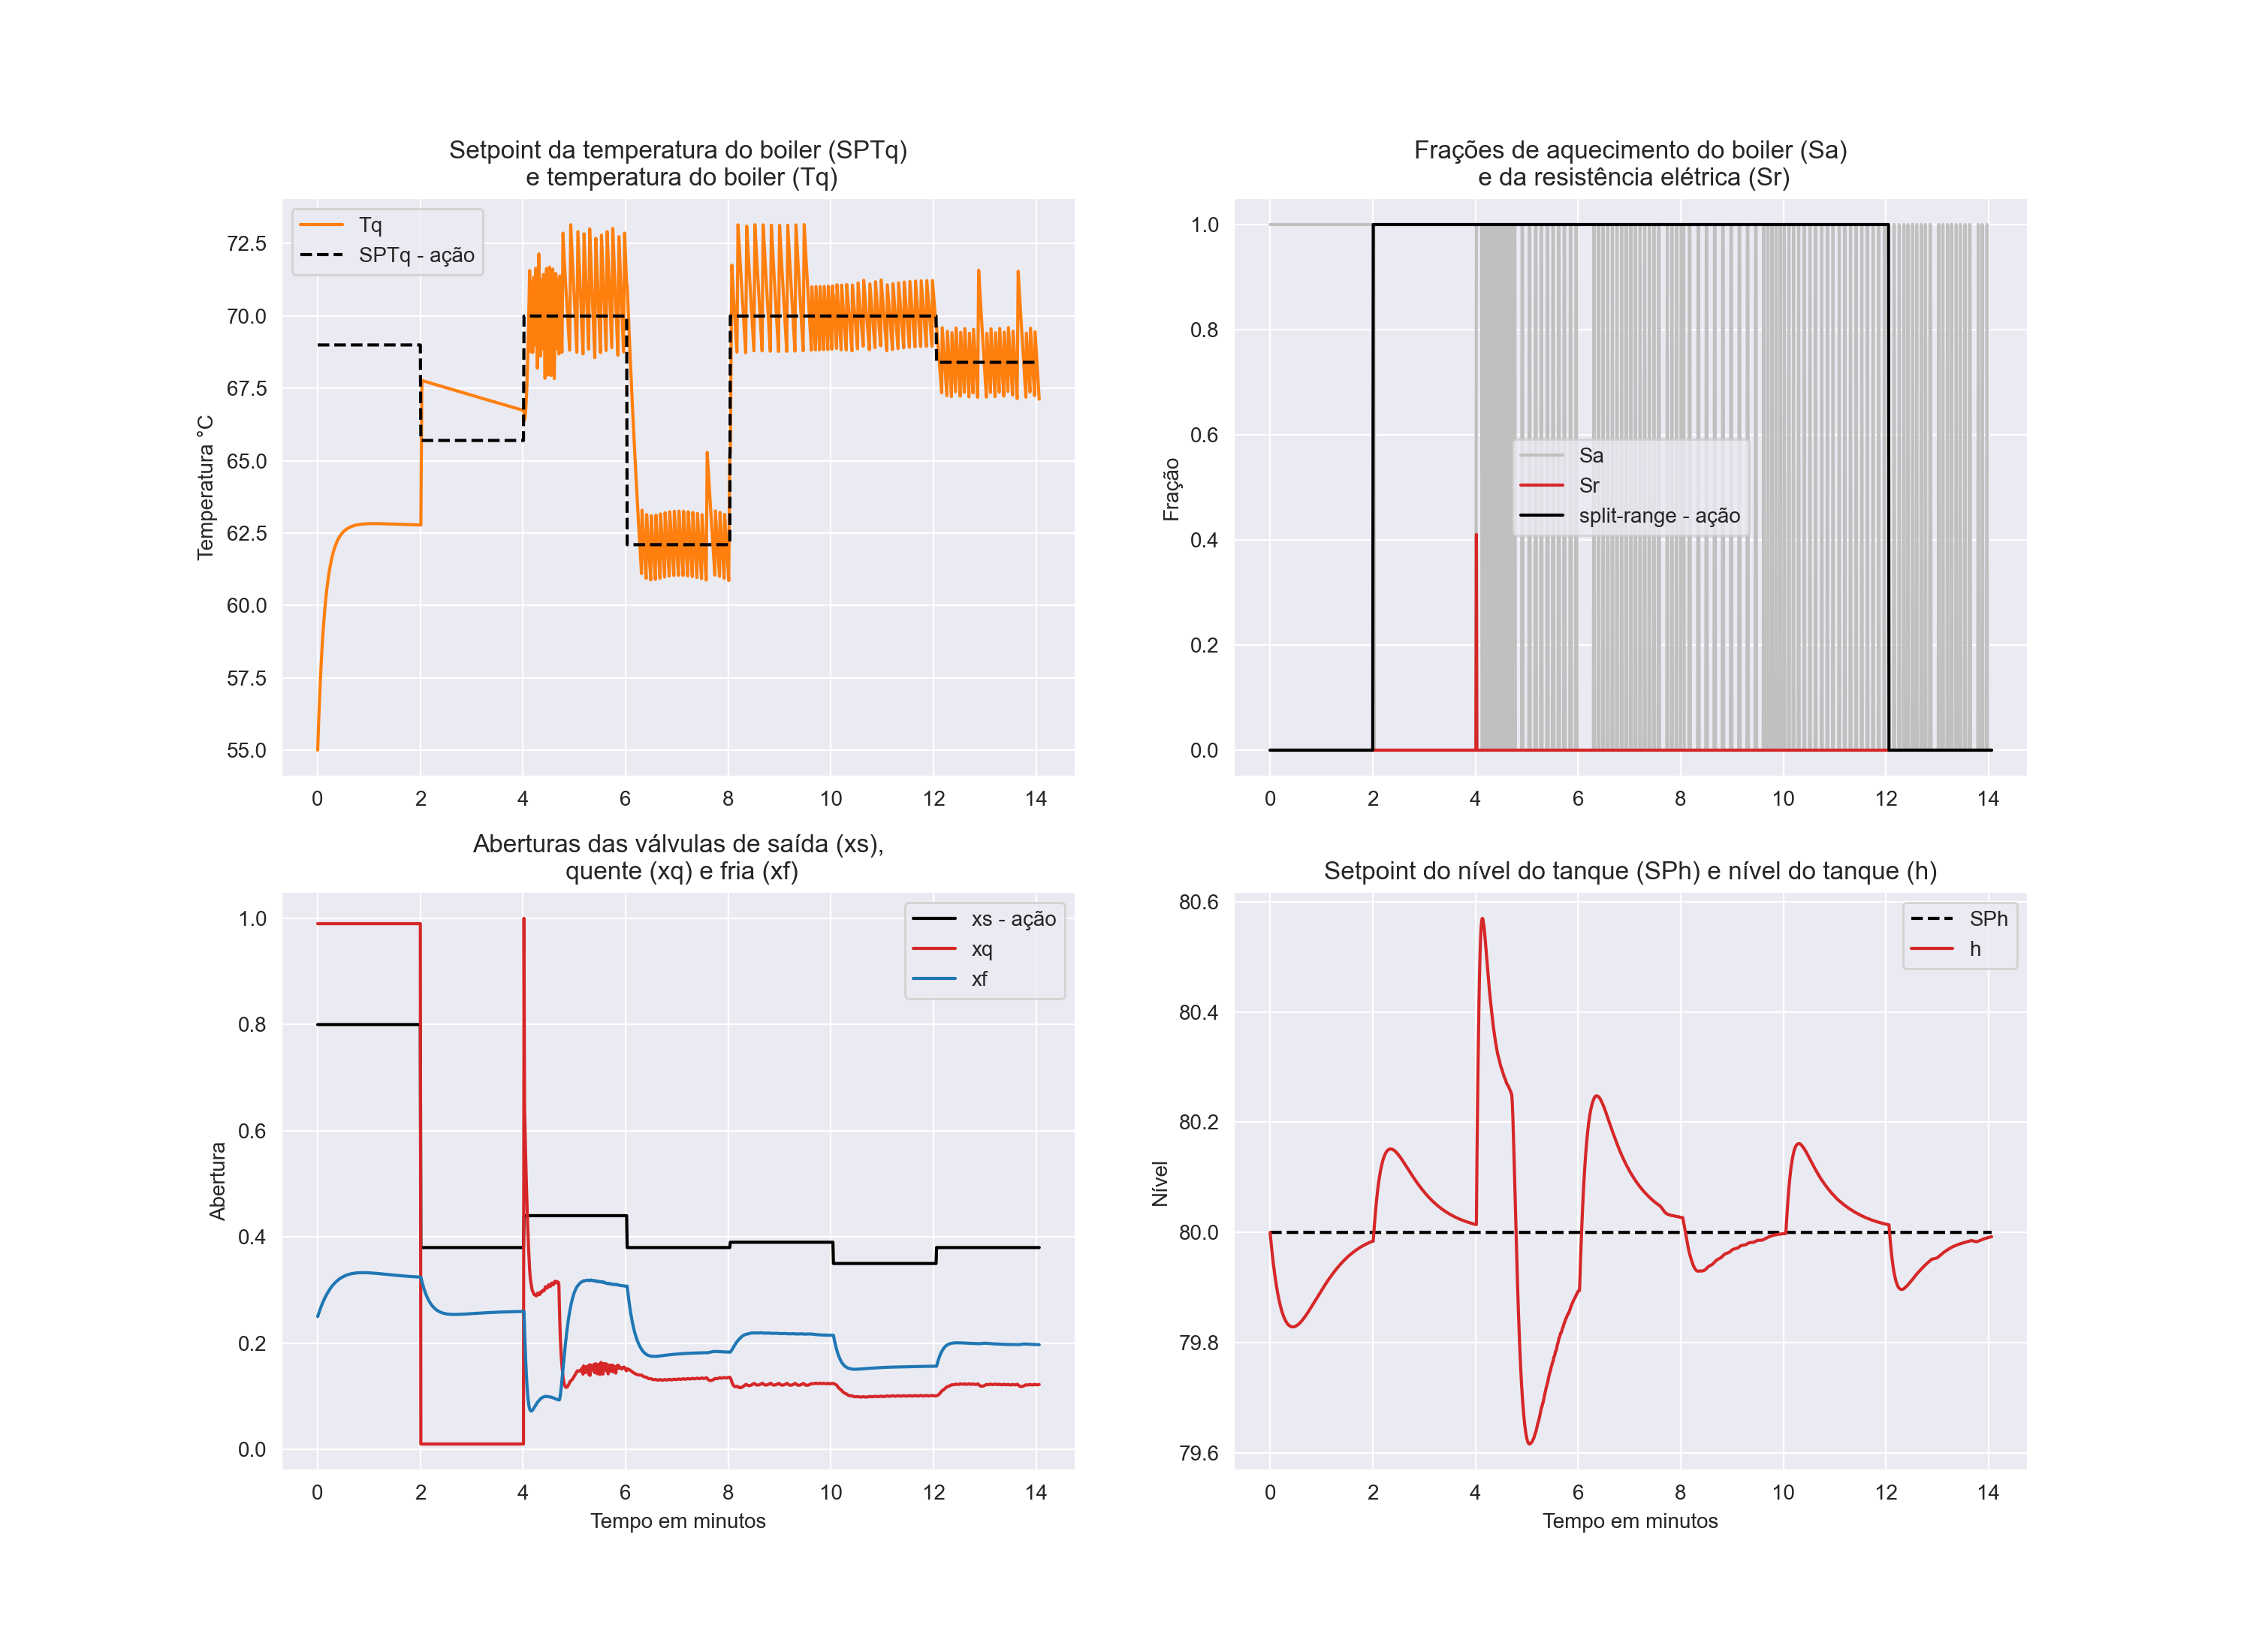 Setpoint da temperatura do boiler (SPTq)
e temperatura do boiler (Tq)
Tq
SPTq - ação
Temperatura °C
72.5
70.0
67.5
65.0
62.5
60.0
57.5
55.0
0 2 4 6 8 10 12 14
Frações de aquecimento do boiler (Sa)
e da resistência elétrica (Sr)
Sa
Sr
split-range - ação
Fração
1.0
0.8
0.6
0.4
0.2
0.0
0 2 4 6 8 10 12 14
Aberturas das válvulas de saída (xs),
quente (xq) e fria (xf)
xs - ação
xq
xf
Abertura
1.0
0.8
0.6
0.4
0.2
0.0
0 2 4 6 8 10 12 14
Tempo em minutos
Setpoint do nível do tanque (SPh) e nível do tanque (h)
SPh
h
Nível
80.6
80.4
80.2
80.0
79.8
79.6
0 2 4 6 8 10 12 14
Tempo em minutos